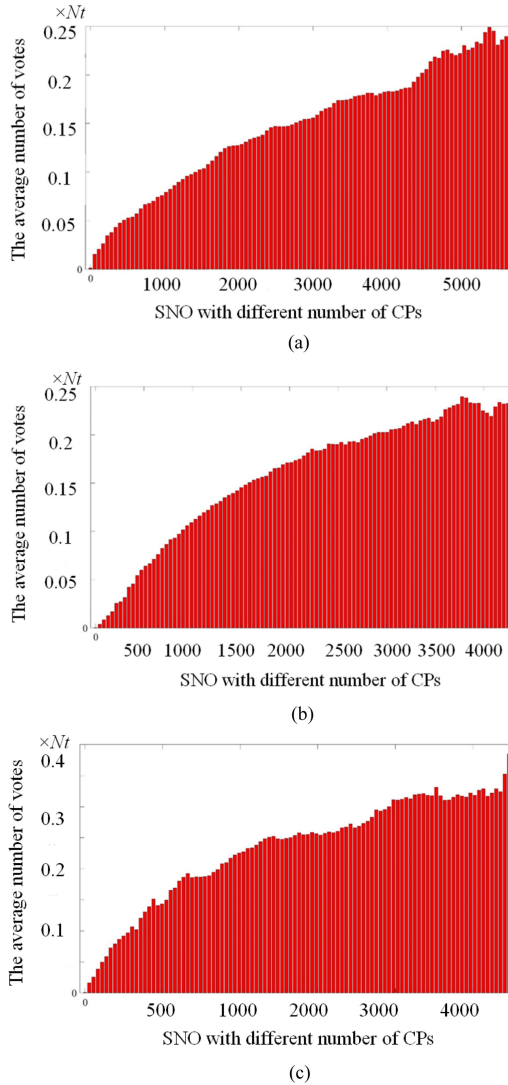 ×Nt
The average number of votes
0.25
0.2
0.15
0.1
0.05
0
0 1000 2000 3000 4000 5000
SNO with different number of CPs
(a)
×Nt
The average number of votes
0.25
0.2
0.15
0.1
0.05
0
0 500 1000 1500 2000 2500 3000 3500 4000
SNO with different number of CPs
(b)
×Nt
The average number of votes
0.4
0.3
0.2
0.1
0
0 500 1000 2000 3000 4000
SNO with different number of CPs
(c)